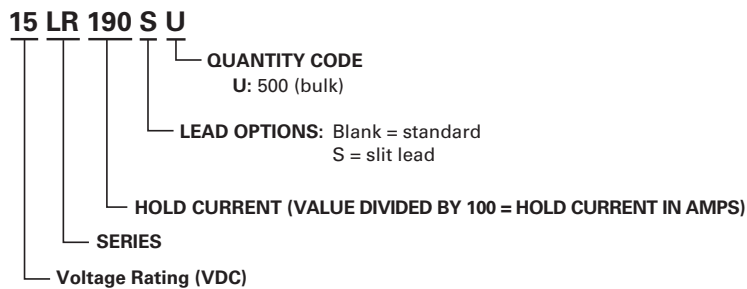 15 LR 190 S U
QUANTITY CODE
U: 500 (bulk)
LEAD OPTIONS: Blank = standard
S = slit lead
HOLD CURRENT (VALUE DIVIDED BY 100 = HOLD CURRENT IN AMPS)
SERIES
Voltage Rating (VDC)